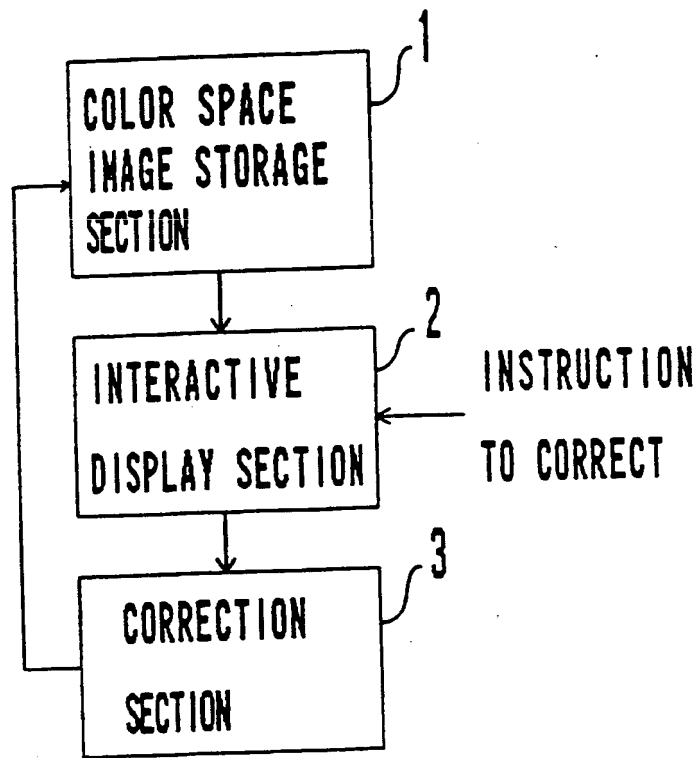 1
COLOR SPACE
IMAGE STORAGE
SECTION
2
INTERACTIVE
DISPLAY SECTION
INSTRUCTION
TO CORRECT
3
CORRECTION
SECTION